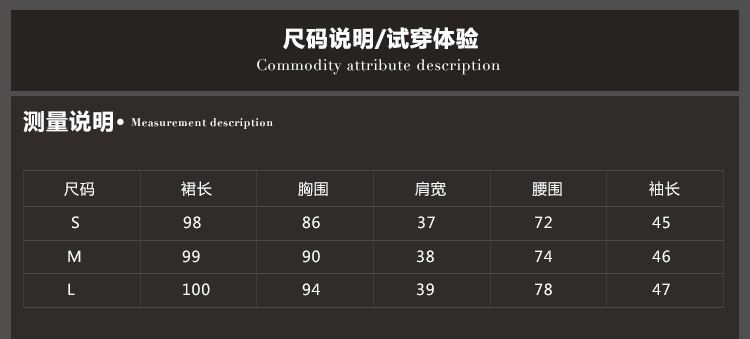 尺码说明/试穿体验
Commodity attribute description
测量说明• Measurement description
尺码 裙长 胸围 肩宽 腰围 袖长
S 98 86 37 72 45
M 99 90 38 74 46
L 100 94 39 78 47